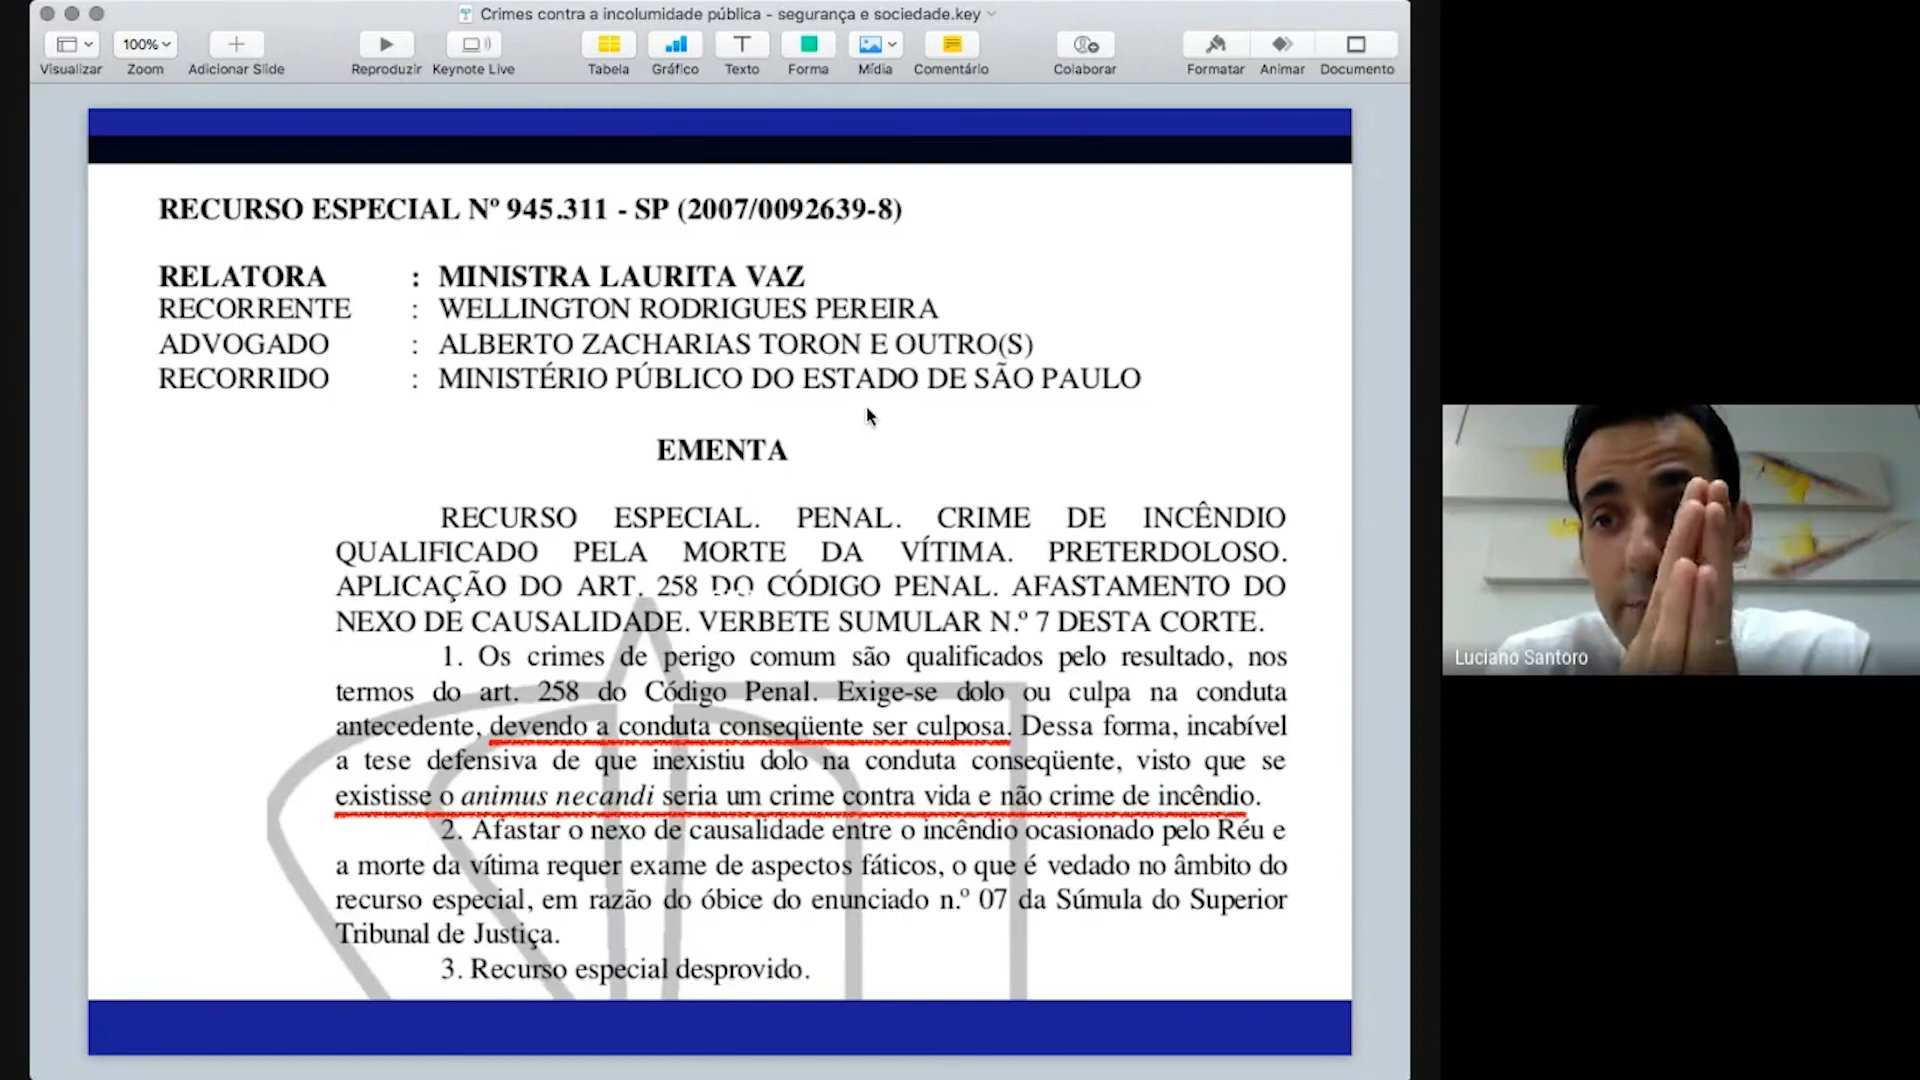 Crimes contra a incolumidade pública - segurança e sociedade.key
100%
Visualizar
Zoom
Adicionar Slide
Reproduzir
Keynote Live
Tabela
Gráfico
Texto
Forma
Mídia
Comentário
Colaborar
Formatar
Animar
Documento
RECURSO ESPECIAL Nº 945.311 - SP (2007/0092639-8)
RELATORA : MINISTRA LAURITA VAZ
RECORRENTE : WELLINGTON RODRIGUES PEREIRA
ADVOGADO : ALBERTO ZACHARIAS TORON E OUTRO(S)
RECORRIDO : MINISTÉRIO PÚBLICO DO ESTADO DE SÃO PAULO
EMENTA
RECURSO ESPECIAL. PENAL. CRIME DE INCÊNDIO
QUALIFICADO PELA MORTE DA VÍTIMA. PRETERDOLOSO.
APLICAÇÃO DO ART. 258 DO CÓDIGO PENAL. AFASTAMENTO DO
NEXO DE CAUSALIDADE. VERBETE SUMULAR N.º 7 DESTA CORTE.
1. Os crimes de perigo comum são qualificados pelo resultado, nos
termos do art. 258 do Código Penal. Exige-se dolo ou culpa na conduta
antecedente, devendo a conduta conseqüente ser culposa. Dessa forma, incabível
a tese defensiva de que inexistiu dolo na conduta conseqüente, visto que se
existisse o animus necandi seria um crime contra vida e não crime de incêndio.
2. Afastar o nexo de causalidade entre o incêndio ocasionado pelo Réu e
a morte da vítima requer exame de aspectos fáticos, o que é vedado no âmbito do
recurso especial, em razão do óbice do enunciado n.º 07 da Súmula do Superior
Tribunal de Justiça.
3. Recurso especial desprovido.
Luciano Santoro